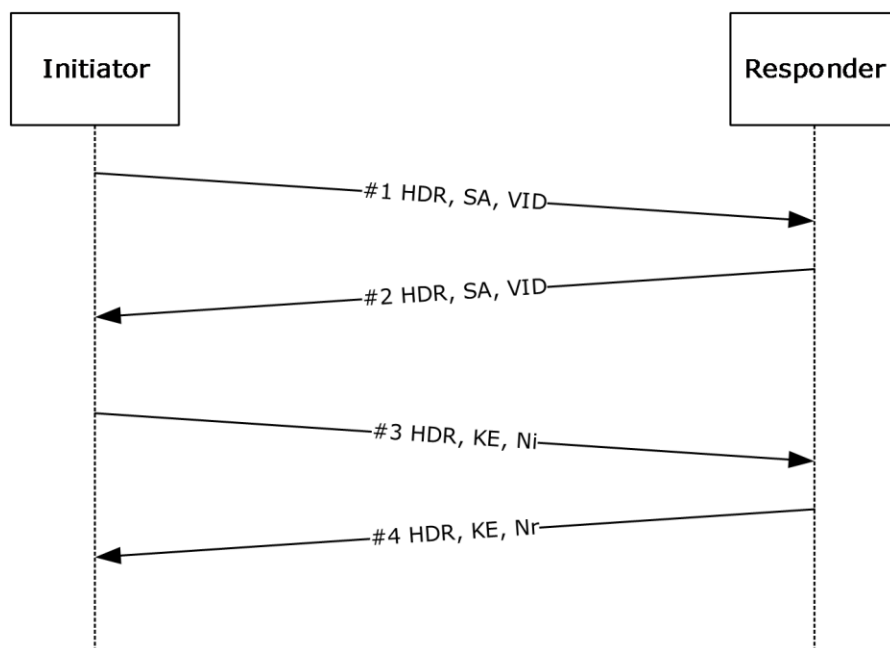 Initiator
Responder
#1 HDR, SA, VID
#2 HDR, SA, VID
#3 HDR, KE, Ni
#4 HDR, KE, Nr